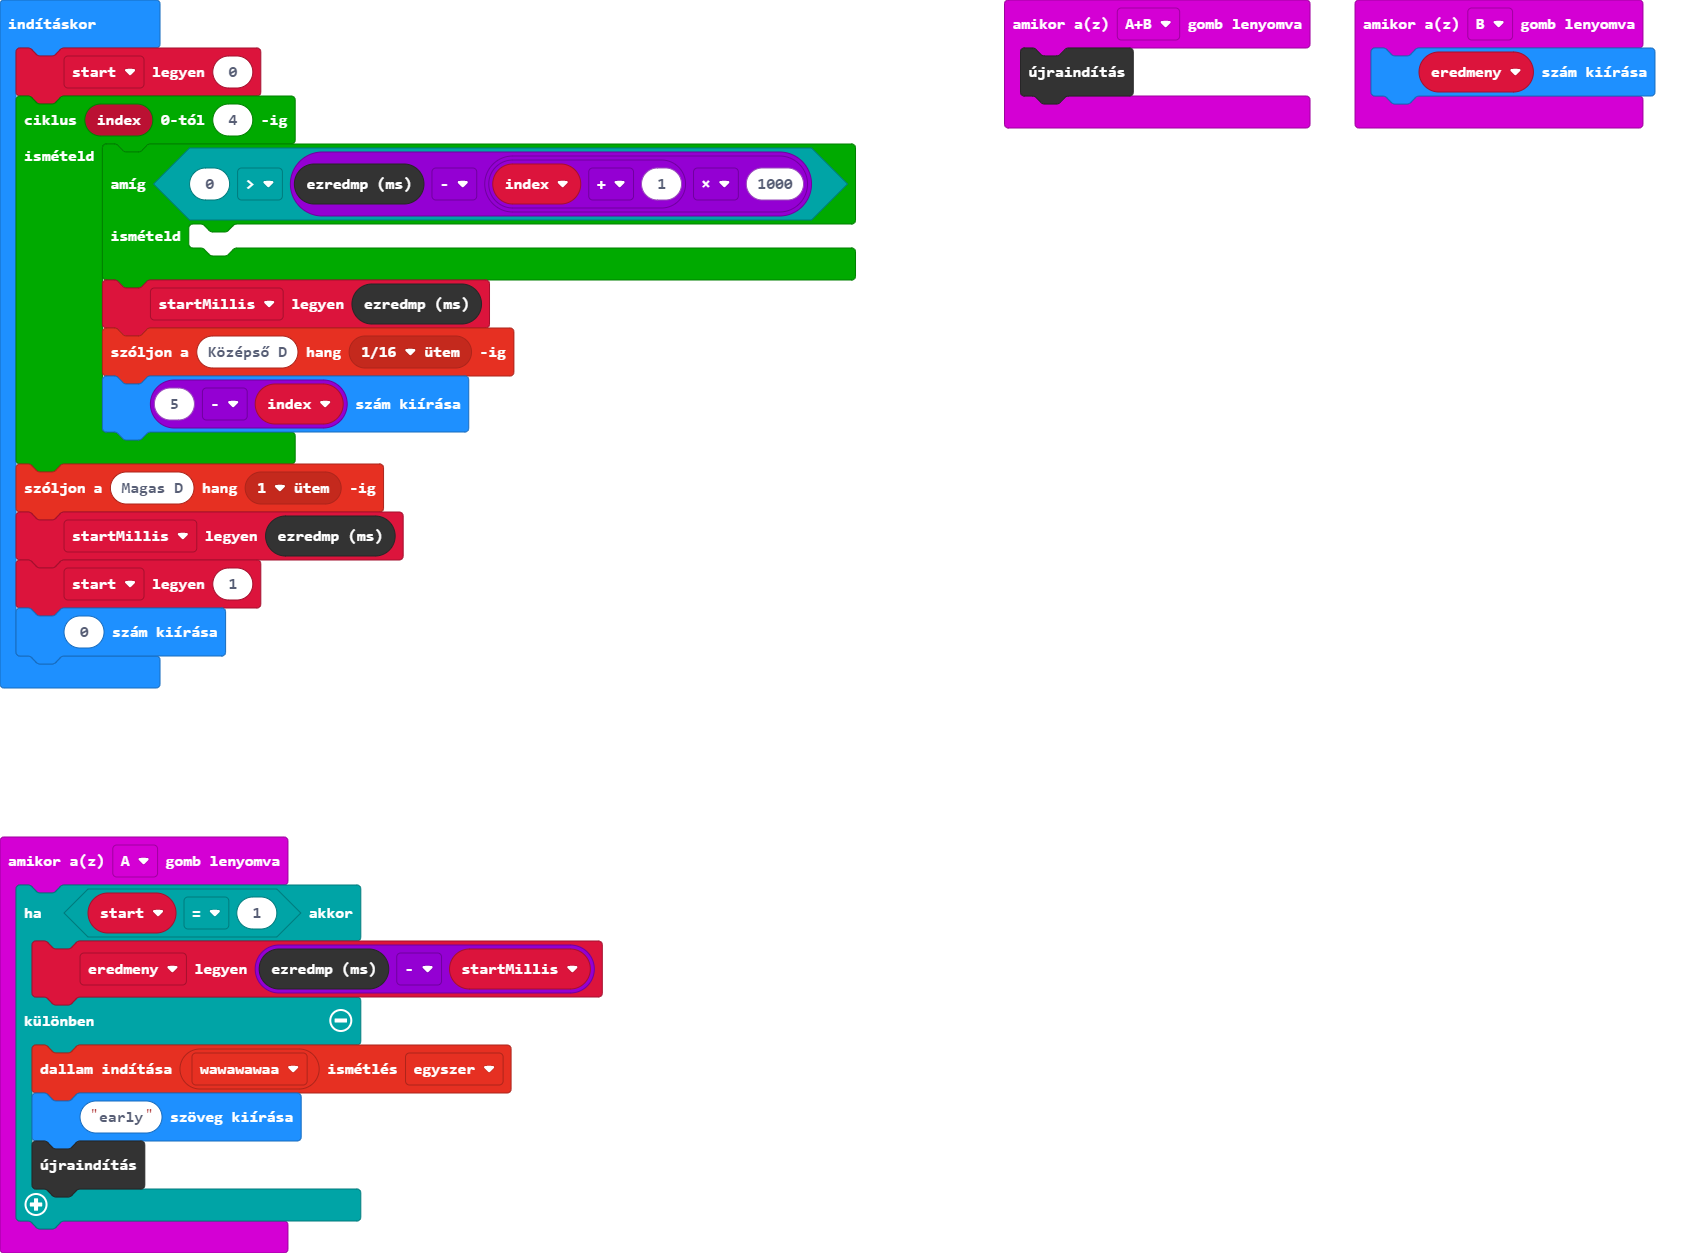 indításkor
start legyen 0
ciklus index 0-tól 4 -ig
ismételd
amíg 0 > ezredmp (ms) - index + 1 × 1000
ismételd
startMillis legyen ezredmp (ms)
szóljon a Középső D hang 1/16 ütem -ig
5 - index szám kiírása
szóljon a Magas D hang 1 ütem -ig
startMillis legyen ezredmp (ms)
start legyen 1
0 szám kiírása
amikor a(z) A+B gomb lenyomva
újraindítás
amikor a(z) B gomb lenyomva
eredmeny szám kiírása
amikor a(z) A gomb lenyomva
ha start = 1 akkor
eredmeny legyen ezredmp (ms) - startMillis
különben
dallam indítása wawawawaa ismétlés egyszer
"early" szöveg kiírása
újraindítás